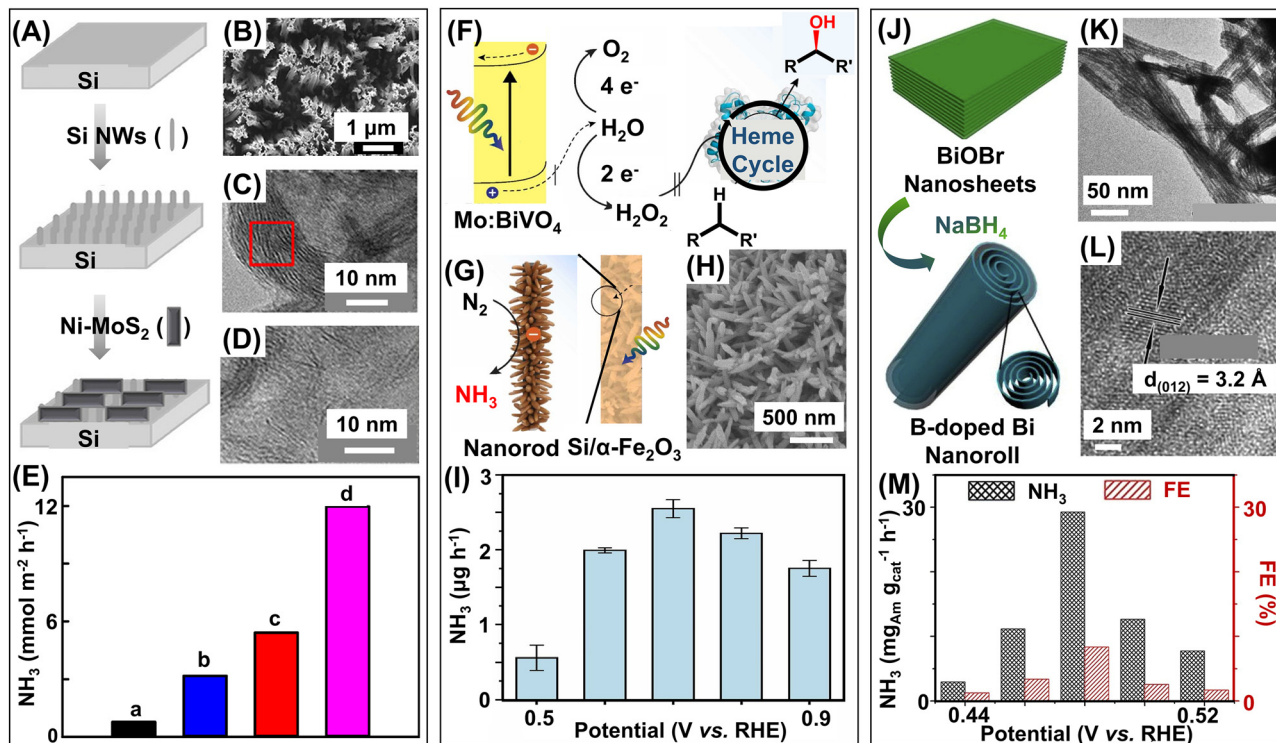 (A)
Si
Si NWs ( )
Si
Ni-MoS₂ ( )
Si
(B)
1 µm
(C)
10 nm
(D)
10 nm
(E)
NH₃ (mmol m⁻² h⁻¹)
12
6
0
a
b
c
d
(F)
O₂
4 e⁻
H₂O
2 e⁻
H₂O₂
Mo:BiVO₄
OH
R R'
Heme
Cycle
H
R R'
(G)
N₂
NH₃
Nanorod
Si/α-Fe₂O₃
(H)
500 nm
(I)
NH₃ (µg h⁻¹)
3
2
1
0
0.5
0.9
Potential (V vs. RHE)
(J)
BiOBr
Nanosheets
NaBH₄
B-doped Bi
Nanoroll
(K)
50 nm
(L)
d₍₀₁₂₎ = 3.2 Å
2 nm
(M)
NH₃
FE
NH₃ (mg_Am g_cat⁻¹ h⁻¹)
30
0
30
0
FE (%)
0.44
0.52
Potential (V vs. RHE)